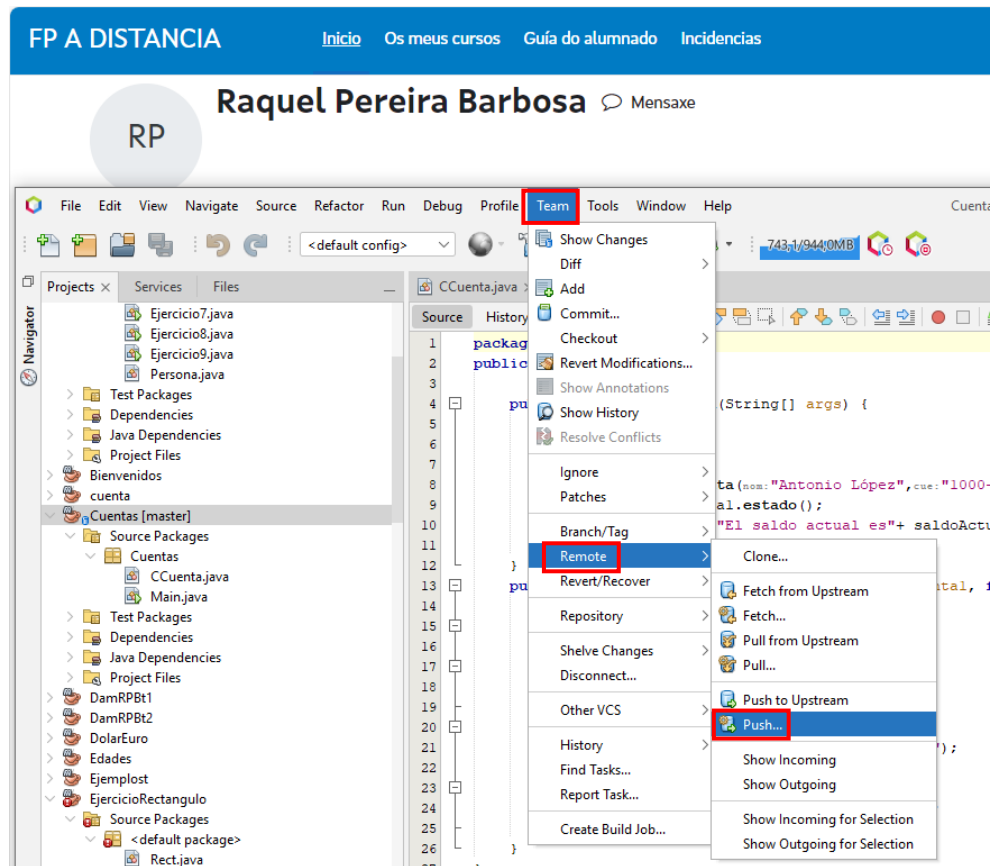 FP A DISTANCIA
Inicio Os meus cursos Guía do alumnado Incidencias
RP
Raquel Pereira Barbosa Mensaxe
File Edit View Navigate Source Refactor Run Debug Profile Team Tools Window Help
<default config>
743,1/944,0MB
Projects Services Files
Navigator
Ejercicio7.java
Ejercicio8.java
Ejercicio9.java
Persona.java
Test Packages
Dependencies
Java Dependencies
Project Files
Bienvenidos
cuenta
Cuentas [master]
Source Packages
Cuentas
CCuenta.java
Main.java
Test Packages
Dependencies
Java Dependencies
Project Files
DamRPBt1
DamRPBt2
DolarEuro
Edades
Ejemplost
EjercicioRectangulo
Source Packages
<default package>
Rect.java
CCuenta.java
Source History
1 packag
2 public
3
4 pu (String[] args) {
5
6
7
8 ta(nom:"Antonio López",cue:"1000-
9 al.estado();
10 "El saldo actual es"+ saldoActu
11
12 }
13 pu tal, f
14
15
16
17
18
19
20
21 ");
22
23
24
25
26 }
Show Changes
Diff
Add
Commit...
Checkout
Revert Modifications...
Show Annotations
Show History
Resolve Conflicts
Ignore
Patches
Branch/Tag
Remote
Revert/Recover
Repository
Shelve Changes
Disconnect...
Other VCS
History
Find Tasks...
Report Task...
Create Build Job...
Clone...
Fetch from Upstream
Fetch...
Pull from Upstream
Pull...
Push to Upstream
Push...
Show Incoming
Show Outgoing
Show Incoming for Selection
Show Outgoing for Selection